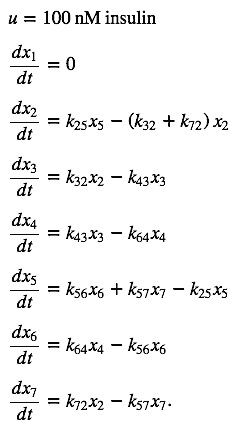 u = 100 nM insulin
dx₁/dt = 0
dx₂/dt = k₂₅x₅ − (k₃₂ + k₇₂) x₂
dx₃/dt = k₃₂x₂ − k₄₃x₃
dx₄/dt = k₄₃x₃ − k₆₄x₄
dx₅/dt = k₅₆x₆ + k₅₇x₇ − k₂₅x₅
dx₆/dt = k₆₄x₄ − k₅₆x₆
dx₇/dt = k₇₂x₂ − k₅₇x₇.